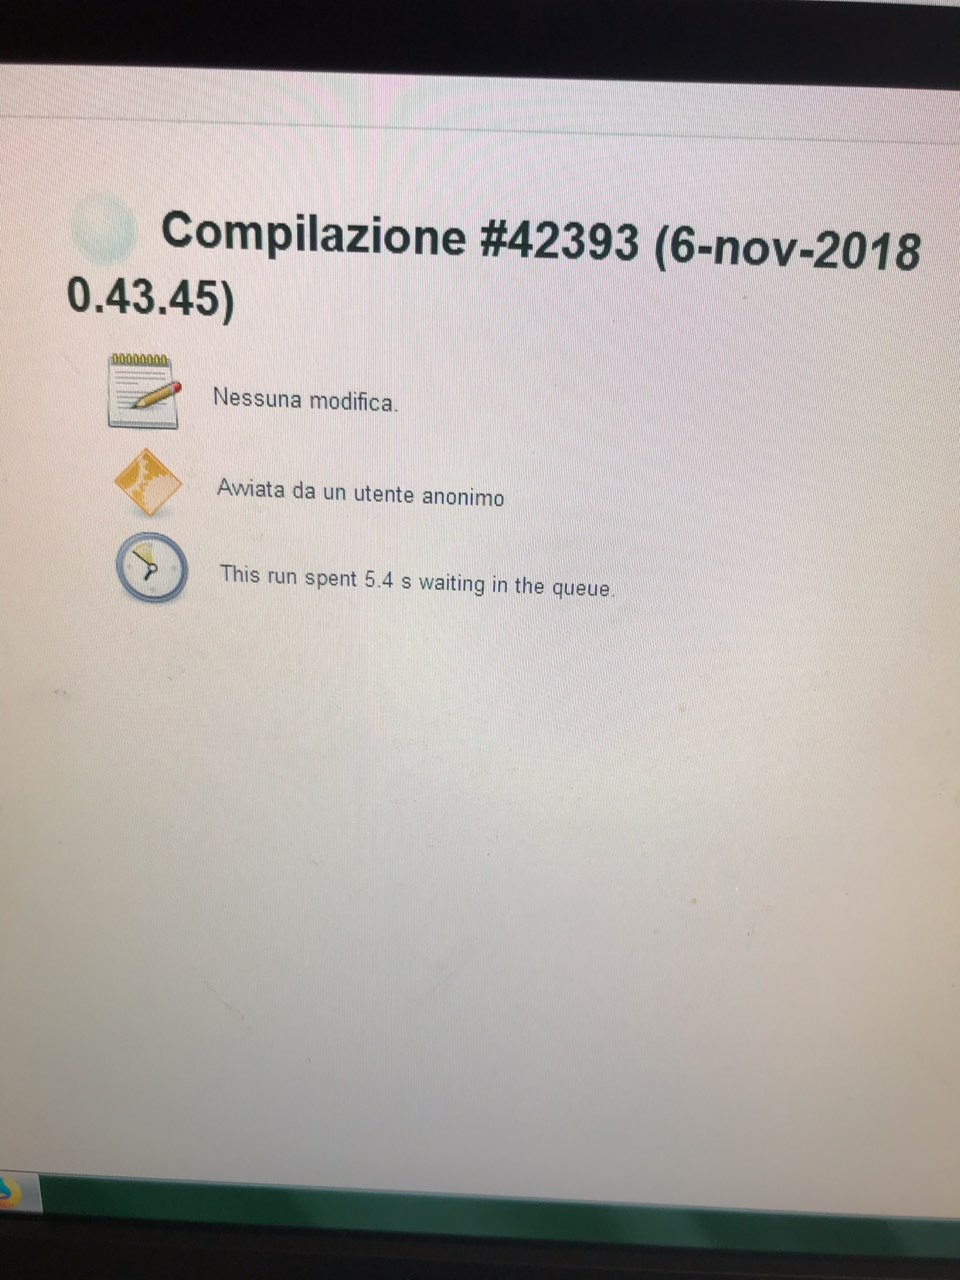 Compilazione #42393 (6-nov-2018
0.43.45)
Nessuna modifica.
Avviata da un utente anonimo
This run spent 5.4 s waiting in the queue.